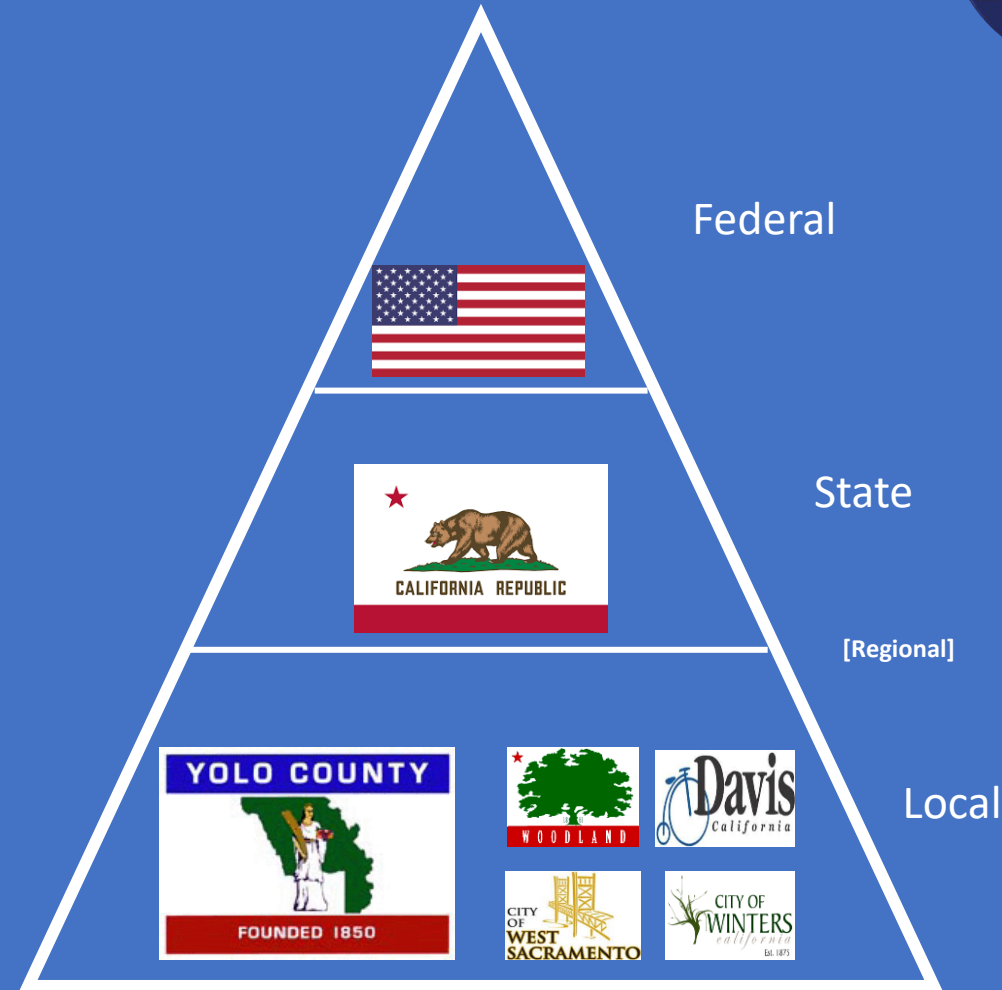 Federal
CALIFORNIA REPUBLIC
State
[Regional]
YOLO COUNTY
FOUNDED 1850
WOODLAND
Davis
California
CITY
OF
WEST
SACRAMENTO
CITY OF
WINTERS
california
Est. 1875
Local